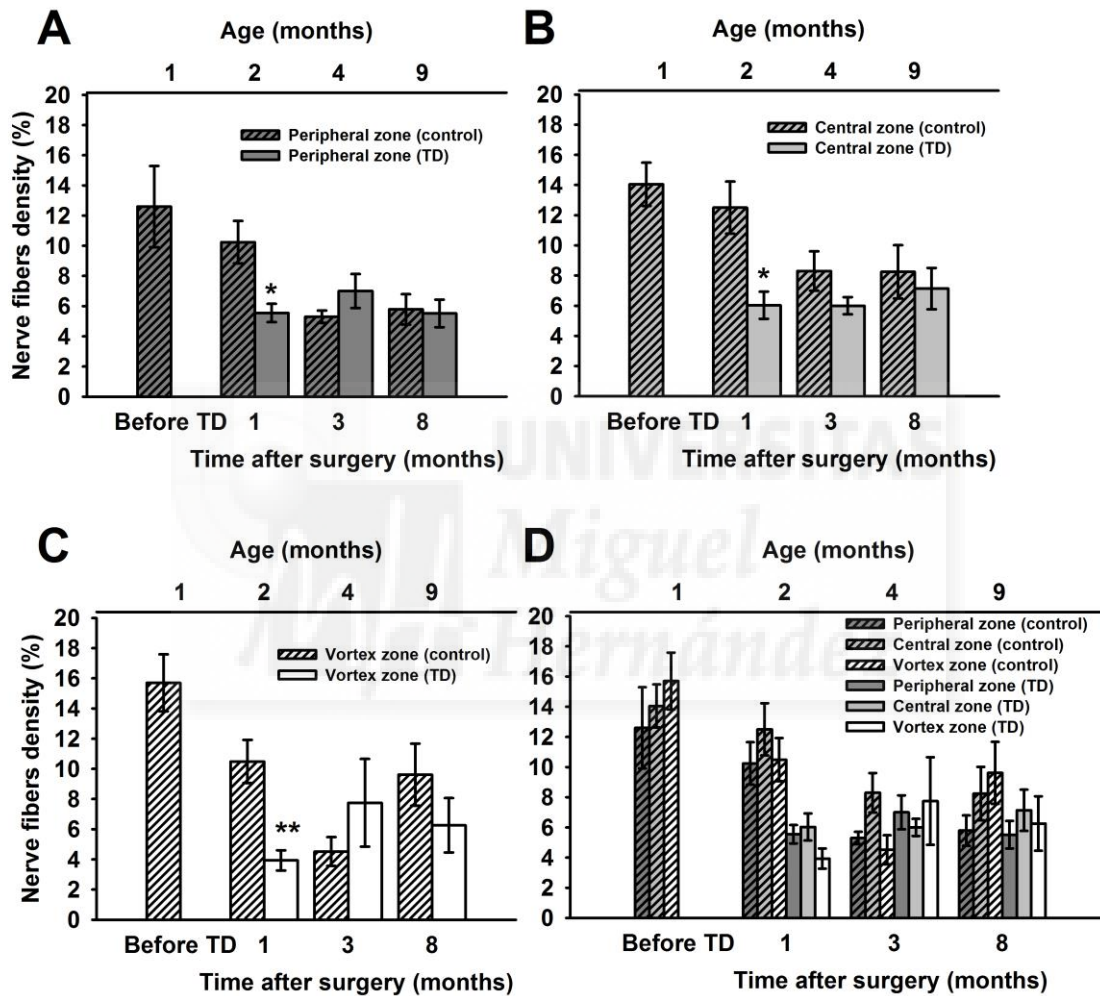 A
Age (months)
1 2 4 9
Nerve fibers density (%)
20
18
16
14
12
10
8
6
4
2
0
Peripheral zone (control)
Peripheral zone (TD)
*
Before TD 1 3 8
Time after surgery (months)
B
Age (months)
1 2 4 9
20
18
16
14
12
10
8
6
4
2
0
Central zone (control)
Central zone (TD)
*
Before TD 1 3 8
Time after surgery (months)
UNIVERSITAS
Miguel
Hernández
C
Age (months)
1 2 4 9
Nerve fibers density (%)
20
18
16
14
12
10
8
6
4
2
0
Vortex zone (control)
Vortex zone (TD)
**
Before TD 1 3 8
Time after surgery (months)
D
Age (months)
1 2 4 9
20
18
16
14
12
10
8
6
4
2
0
Peripheral zone (control)
Central zone (control)
Vortex zone (control)
Peripheral zone (TD)
Central zone (TD)
Vortex zone (TD)
Before TD 1 3 8
Time after surgery (months)